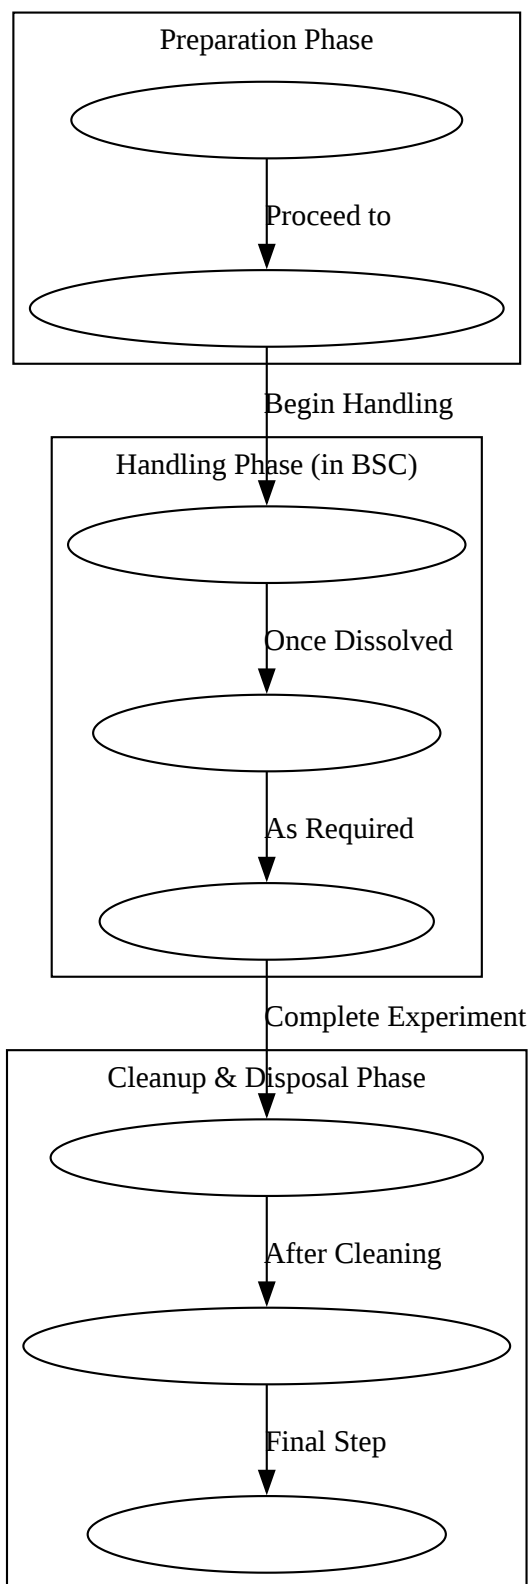 Preparation Phase
Proceed to
Begin Handling
Handling Phase (in BSC)
Once Dissolved
As Required
Complete Experiment
Cleanup & Disposal Phase
After Cleaning
Final Step